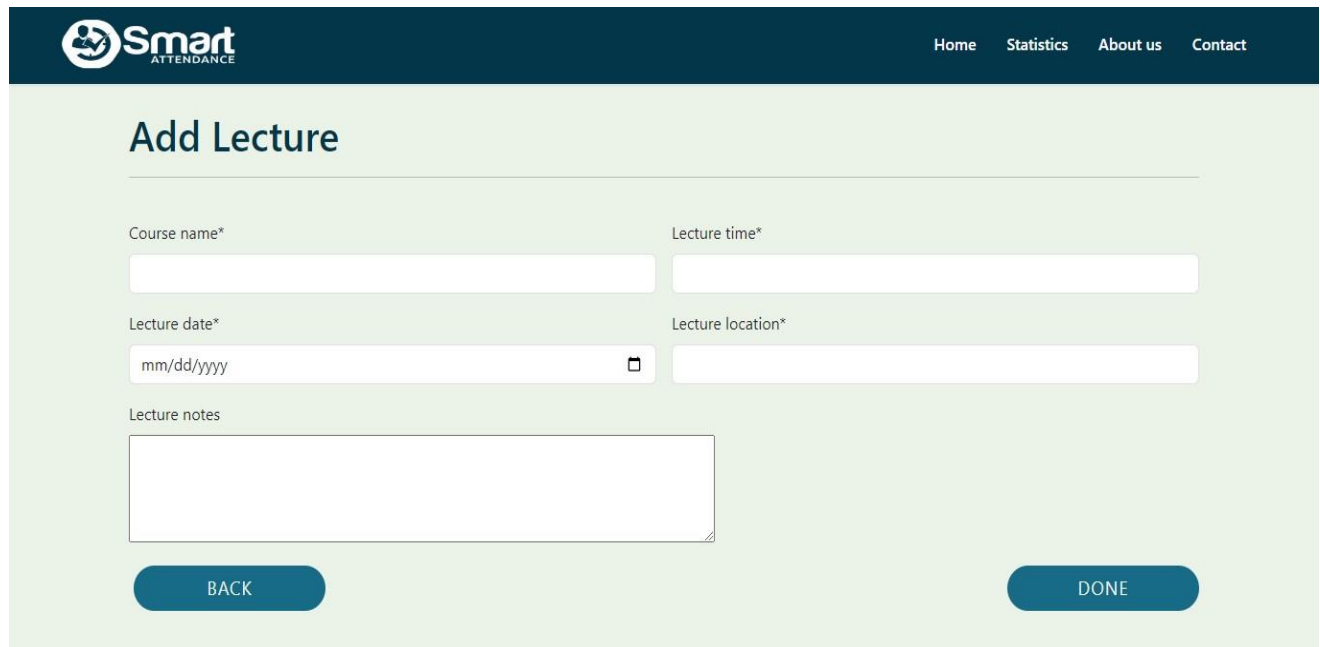 Smart
ATTENDANCE
Home Statistics About us Contact
Add Lecture
Course name* Lecture time*
Lecture date* Lecture location*
mm/dd/yyyy
Lecture notes
BACK DONE